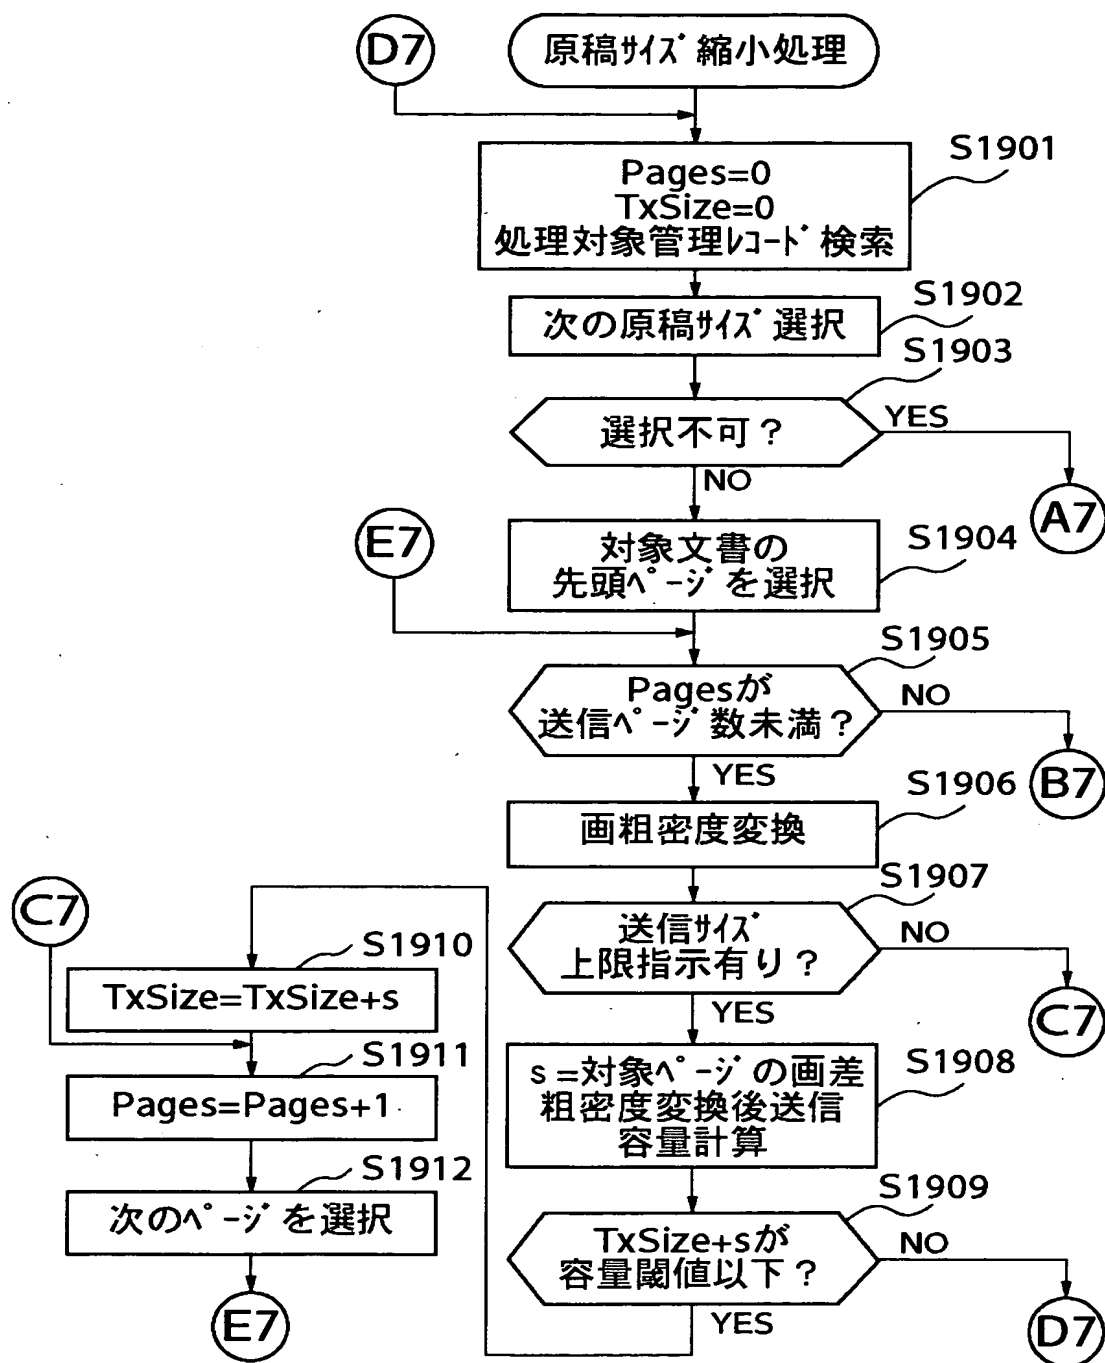 D7
原稿ｻｲｽﾞ縮小処理
S1901
Pages=0
TxSize=0
処理対象管理ﾚｺｰﾄﾞ検索
S1902
次の原稿ｻｲｽﾞ選択
S1903
選択不可？
YES
NO
A7
E7
S1904
対象文書の
先頭ﾍﾟｰｼﾞを選択
S1905
Pagesが
送信ﾍﾟｰｼﾞ数未満？
NO
YES
B7
S1906
画粗密度変換
S1907
送信ｻｲｽﾞ
上限指示有り？
NO
YES
C7
C7
S1910
TxSize=TxSize+s
S1911
Pages=Pages+1
S1912
次のﾍﾟｰｼﾞを選択
E7
S1908
s=対象ﾍﾟｰｼﾞの画差
粗密度変換後送信
容量計算
S1909
TxSize+sが
容量閾値以下？
NO
YES
D7